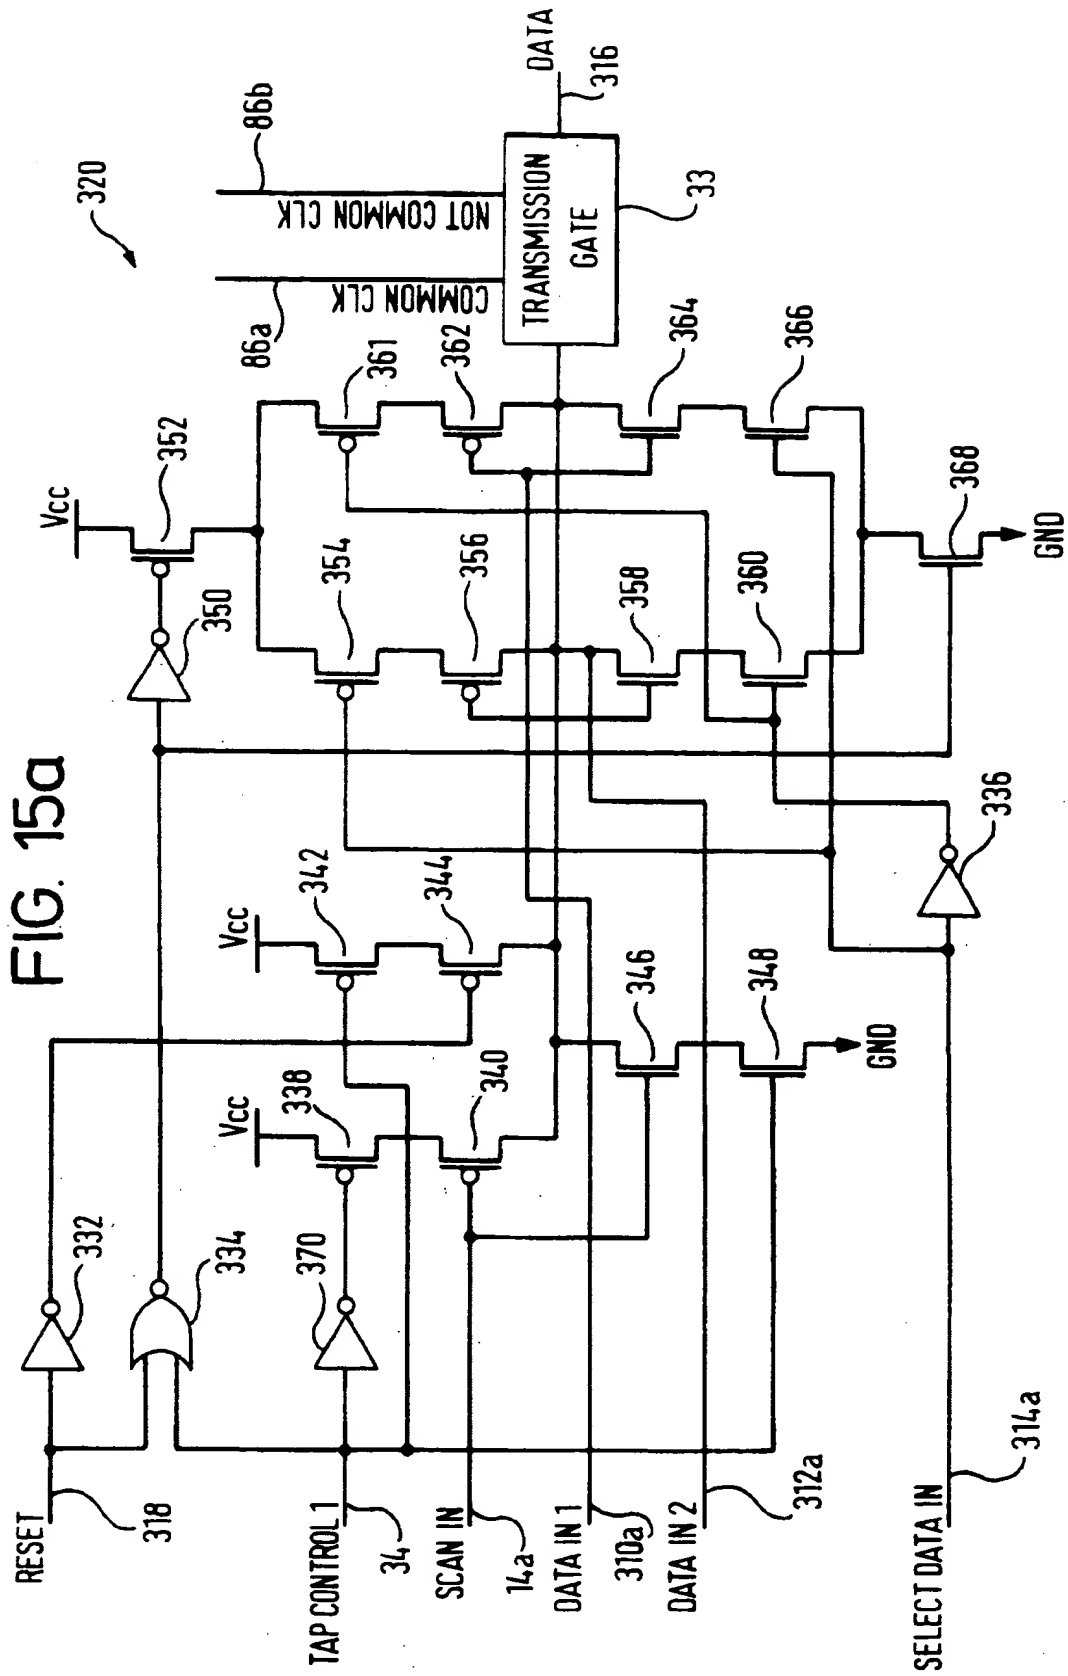 FIG. 15a
320
RESET
318
332
334
TAP CONTROL 1
34
370
SCAN IN
14a
DATA IN 1
310a
DATA IN 2
312a
SELECT DATA IN
314a
336
Vcc
338
340
Vcc
342
344
346
348
GND
350
Vcc
352
354
356
358
360
361
362
364
366
368
GND
86a
COMMON CLK
86b
NOT COMMON CLK
TRANSMISSION
GATE
33
DATA
316